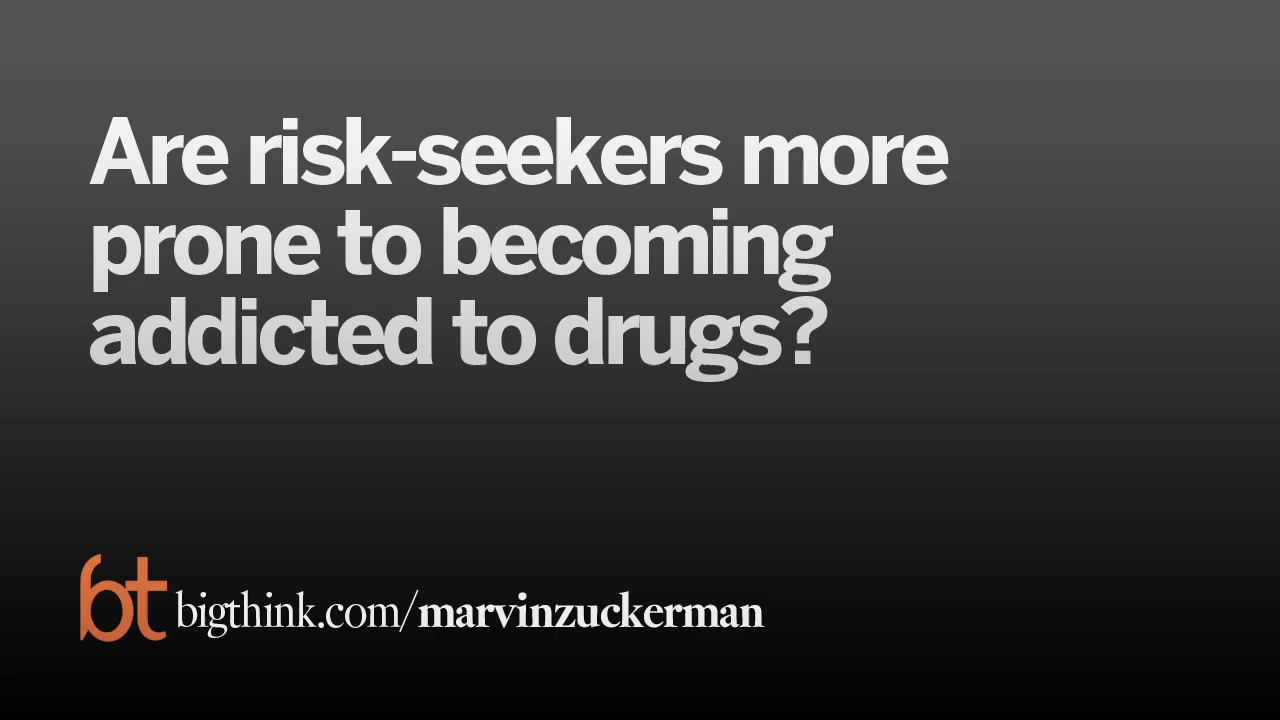 Are risk-seekers more
prone to becoming
addicted to drugs?
bt bigthink.com/marvinzuckerman